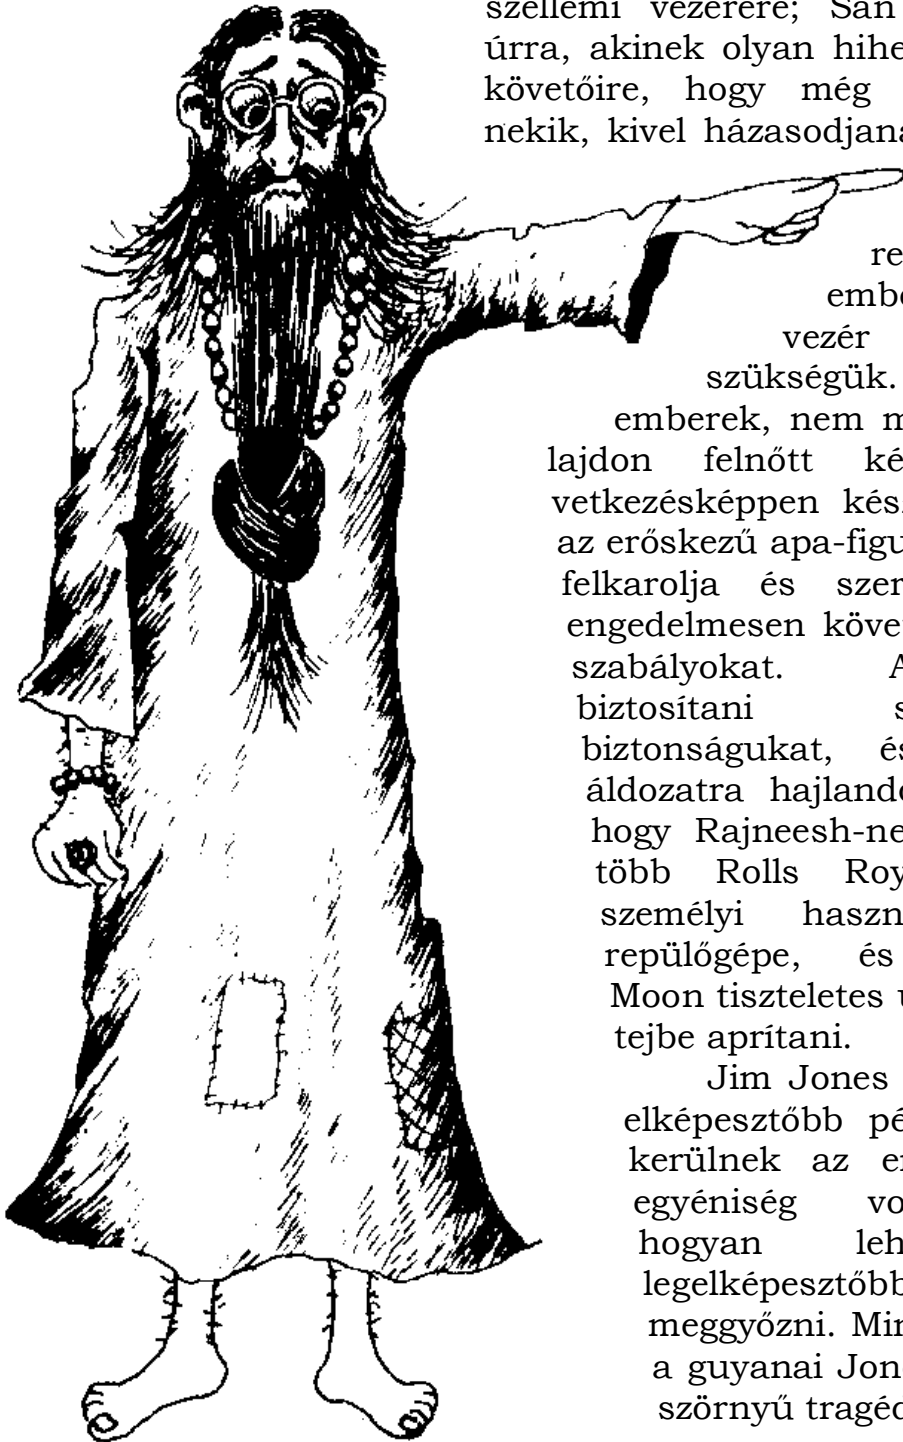 szellemi vezérére; San
úrra, akinek olyan hihe
követőire, hogy még
nekik, kivel házasodjana
re
embe
vezér
szükségük.
emberek, nem m
lajdon felnőtt ké
vetkezésképpen kész
az erőskezű apa-figu
felkarolja és szer
engedelmesen köve
szabályokat. A
biztosítani s
biztonságukat, és
áldozatra hajland
hogy Rajneesh-ne
több Rolls Roy
személyi haszn
repülőgépe, és
Moon tiszteletes
tejbe aprítani.
Jim Jones
elképesztőbb pé
kerülnek az e
egyéniség vo
hogyan leh
legelképesztőbb
meggyőzni. Min
a guyanai Jon
szörnyű tragéd